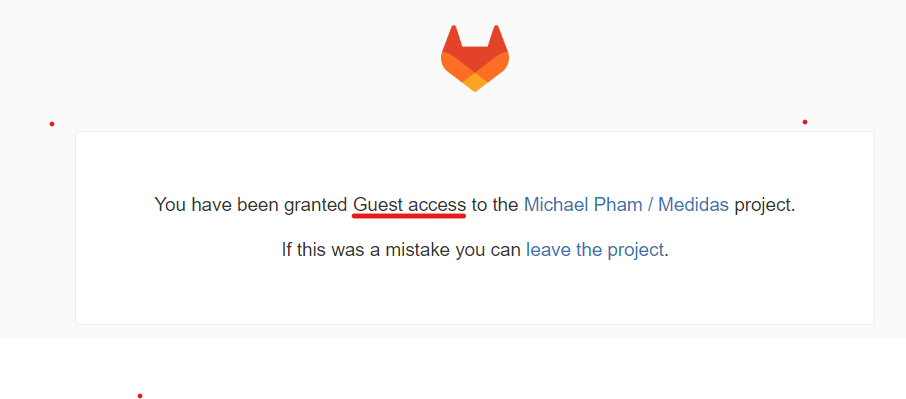 You have been granted Guest access to the Michael Pham / Medidas project.
If this was a mistake you can leave the project.